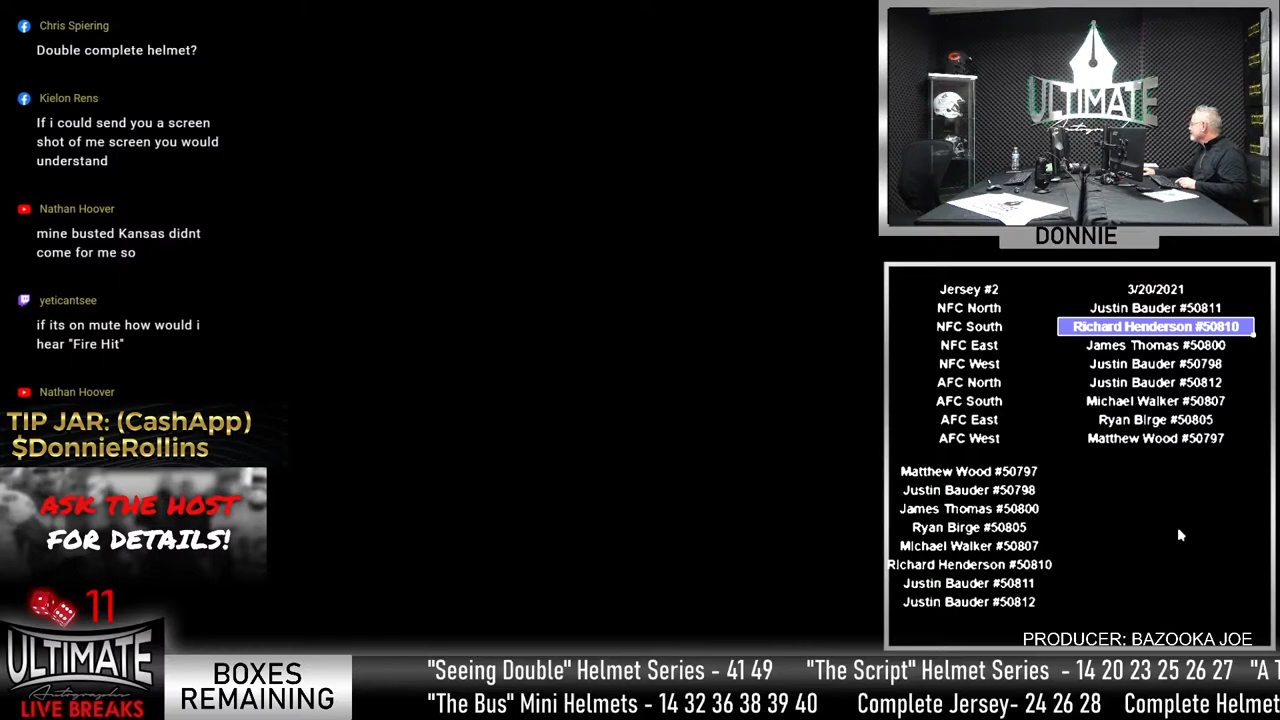 Chris Spiering
Double complete helmet?
Kielon Rens
If i could send you a screen
shot of me screen you would
understand
Nathan Hoover
mine busted Kansas didnt
come for me so
yeticantsee
if its on mute how would i
hear "Fire Hit"
Nathan Hoover
TIP JAR: (CashApp)
$DonnieRollins
ASK THE HOST
FOR DETAILS!
11
ULTIMATE
Autographs
LIVE BREAKS
BOXES
REMAINING
"Seeing Double" Helmet Series - 41 49 "The Script" Helmet Series - 14 20 23 25 26 27 "A T
"The Bus" Mini Helmets - 14 32 36 38 39 40 Complete Jersey- 24 26 28 Complete Helmet
ULTIMATE
Autographs
DONNIE
Jersey #2 3/20/2021
NFC North Justin Bauder #50811
NFC South Richard Henderson #50810
NFC East James Thomas #50800
NFC West Justin Bauder #50798
AFC North Justin Bauder #50812
AFC South Michael Walker #50807
AFC East Ryan Birge #50805
AFC West Matthew Wood #50797
Matthew Wood #50797
Justin Bauder #50798
James Thomas #50800
Ryan Birge #50805
Michael Walker #50807
Richard Henderson #50810
Justin Bauder #50811
Justin Bauder #50812
PRODUCER: BAZOOKA JOE